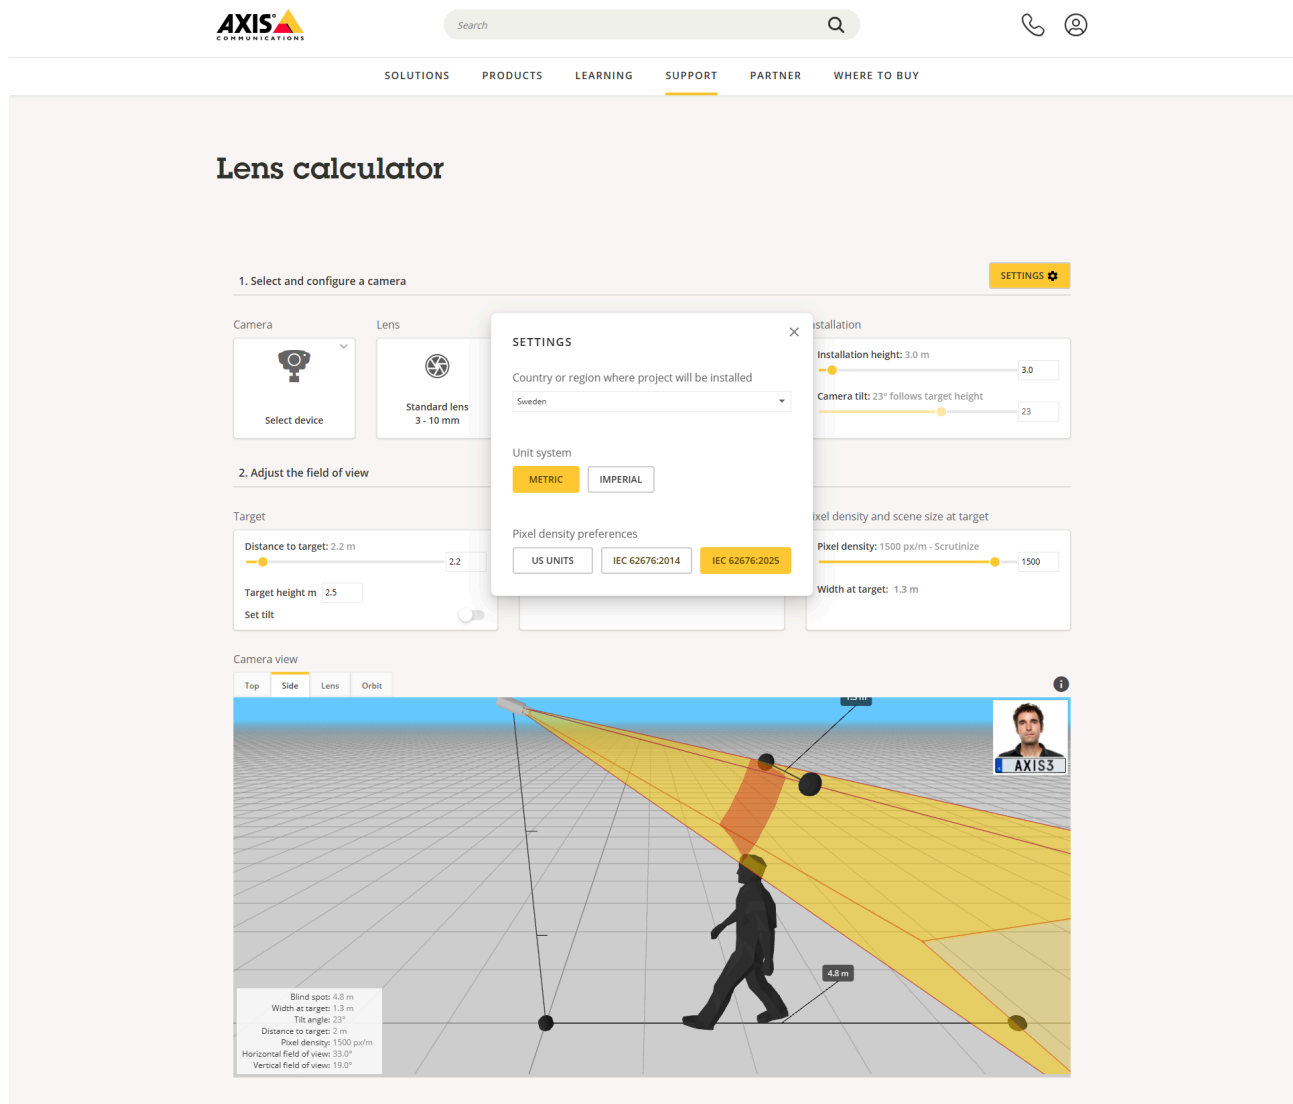 AXIS
COMMUNICATIONS
Search
SOLUTIONS PRODUCTS LEARNING SUPPORT PARTNER WHERE TO BUY
Lens calculator
1. Select and configure a camera
SETTINGS
Camera
Select device
Lens
Standard lens
3 - 10 mm
SETTINGS
Country or region where project will be installed
Sweden
Unit system
METRIC IMPERIAL
Pixel density preferences
US UNITS IEC 62676:2014 IEC 62676:2025
Installation height: 3.0 m
3.0
Camera tilt: 23° follows target height
23
2. Adjust the field of view
Target
Distance to target: 2.2 m
2.2
Target height m 2.5
Set tilt
density and scene size at target
Pixel density: 1500 px/m - Scrutinize
1500
Width at target: 1.3 m
Camera view
Top Side Lens Orbit
AXIS3
4.8 m
Blind spot: 4.8 m
Width at target: 1.3 m
Tilt angle: 23°
Distance to target: 2 m
Pixel density: 1500 px/m
Horizontal field of view: 33.0°
Vertical field of view: 19.0°